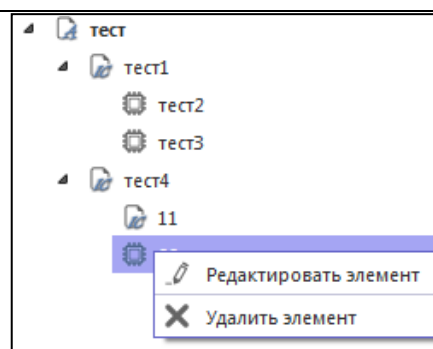 тест
тест1
тест2
тест3
тест4
11
Редактировать элемент
Удалить элемент